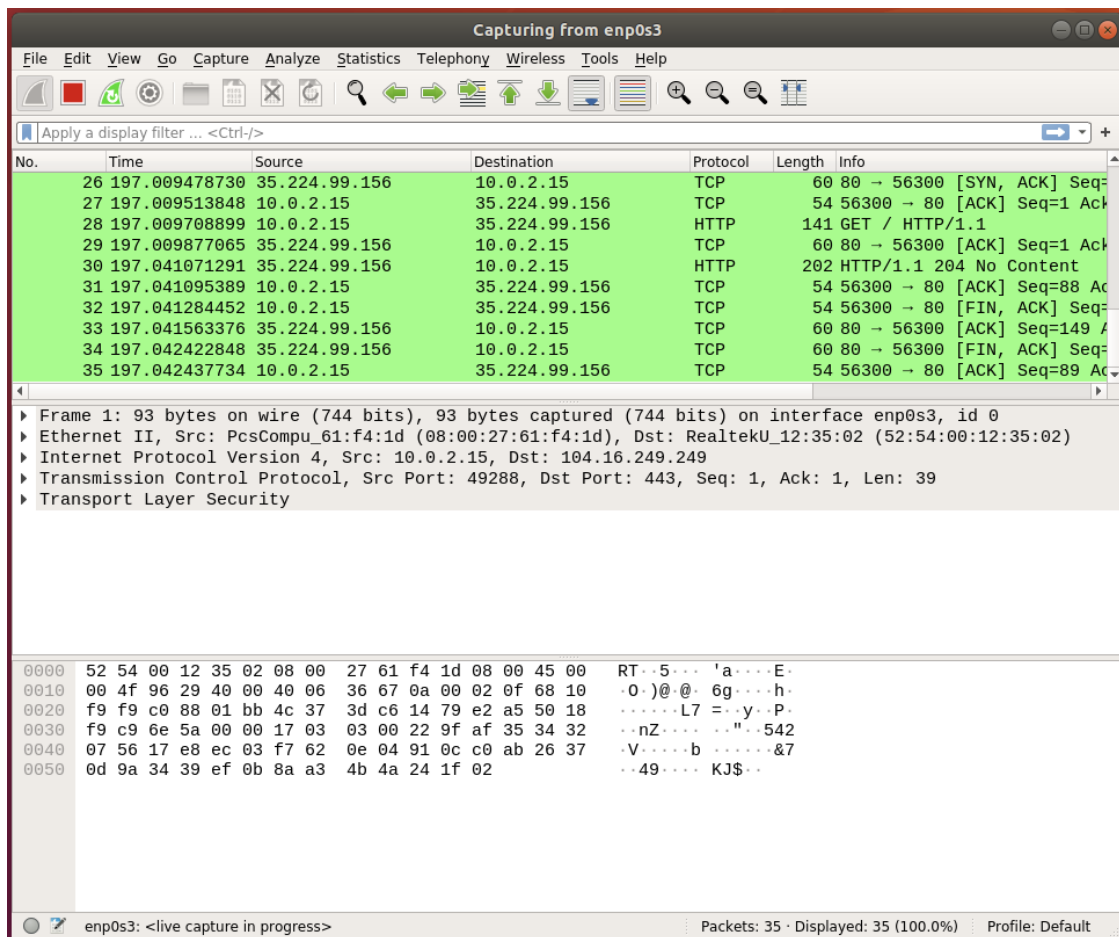 Capturing from enp0s3
File Edit View Go Capture Analyze Statistics Telephony Wireless Tools Help
Apply a display filter ... <Ctrl-/>
No. Time Source Destination Protocol Length Info
26 197.009478730 35.224.99.156 10.0.2.15 TCP 60 80 → 56300 [SYN, ACK] Seq=
27 197.009513848 10.0.2.15 35.224.99.156 TCP 54 56300 → 80 [ACK] Seq=1 Ack
28 197.009708899 10.0.2.15 35.224.99.156 HTTP 141 GET / HTTP/1.1
29 197.009877065 35.224.99.156 10.0.2.15 TCP 60 80 → 56300 [ACK] Seq=1 Ack
30 197.041071291 35.224.99.156 10.0.2.15 HTTP 202 HTTP/1.1 204 No Content
31 197.041095389 10.0.2.15 35.224.99.156 TCP 54 56300 → 80 [ACK] Seq=88 Ac
32 197.041284452 10.0.2.15 35.224.99.156 TCP 54 56300 → 80 [FIN, ACK] Seq=
33 197.041563376 35.224.99.156 10.0.2.15 TCP 60 80 → 56300 [ACK] Seq=149 A
34 197.042422848 35.224.99.156 10.0.2.15 TCP 60 80 → 56300 [FIN, ACK] Seq=
35 197.042437734 10.0.2.15 35.224.99.156 TCP 54 56300 → 80 [ACK] Seq=89 Ac
Frame 1: 93 bytes on wire (744 bits), 93 bytes captured (744 bits) on interface enp0s3, id 0
Ethernet II, Src: PcsCompu_61:f4:1d (08:00:27:61:f4:1d), Dst: RealtekU_12:35:02 (52:54:00:12:35:02)
Internet Protocol Version 4, Src: 10.0.2.15, Dst: 104.16.249.249
Transmission Control Protocol, Src Port: 49288, Dst Port: 443, Seq: 1, Ack: 1, Len: 39
Transport Layer Security
0000 52 54 00 12 35 02 08 00 27 61 f4 1d 08 00 45 00 RT··5··· 'a····E·
0010 00 4f 96 29 40 00 40 06 36 67 0a 00 02 0f 68 10 ·O·)@·@· 6g····h·
0020 f9 f9 c0 88 01 bb 4c 37 3d c6 14 79 e2 a5 50 18 ······L7 =··y··P·
0030 f9 c9 6e 5a 00 00 17 03 03 00 22 9f af 35 34 32 ··nZ···· ··"··542
0040 07 56 17 e8 ec 03 f7 62 0e 04 91 0c c0 ab 26 37 ·V·····b ······&7
0050 0d 9a 34 39 ef 0b 8a a3 4b 4a 24 1f 02 ··49···· KJ$··
enp0s3: <live capture in progress> Packets: 35 · Displayed: 35 (100.0%) Profile: Default